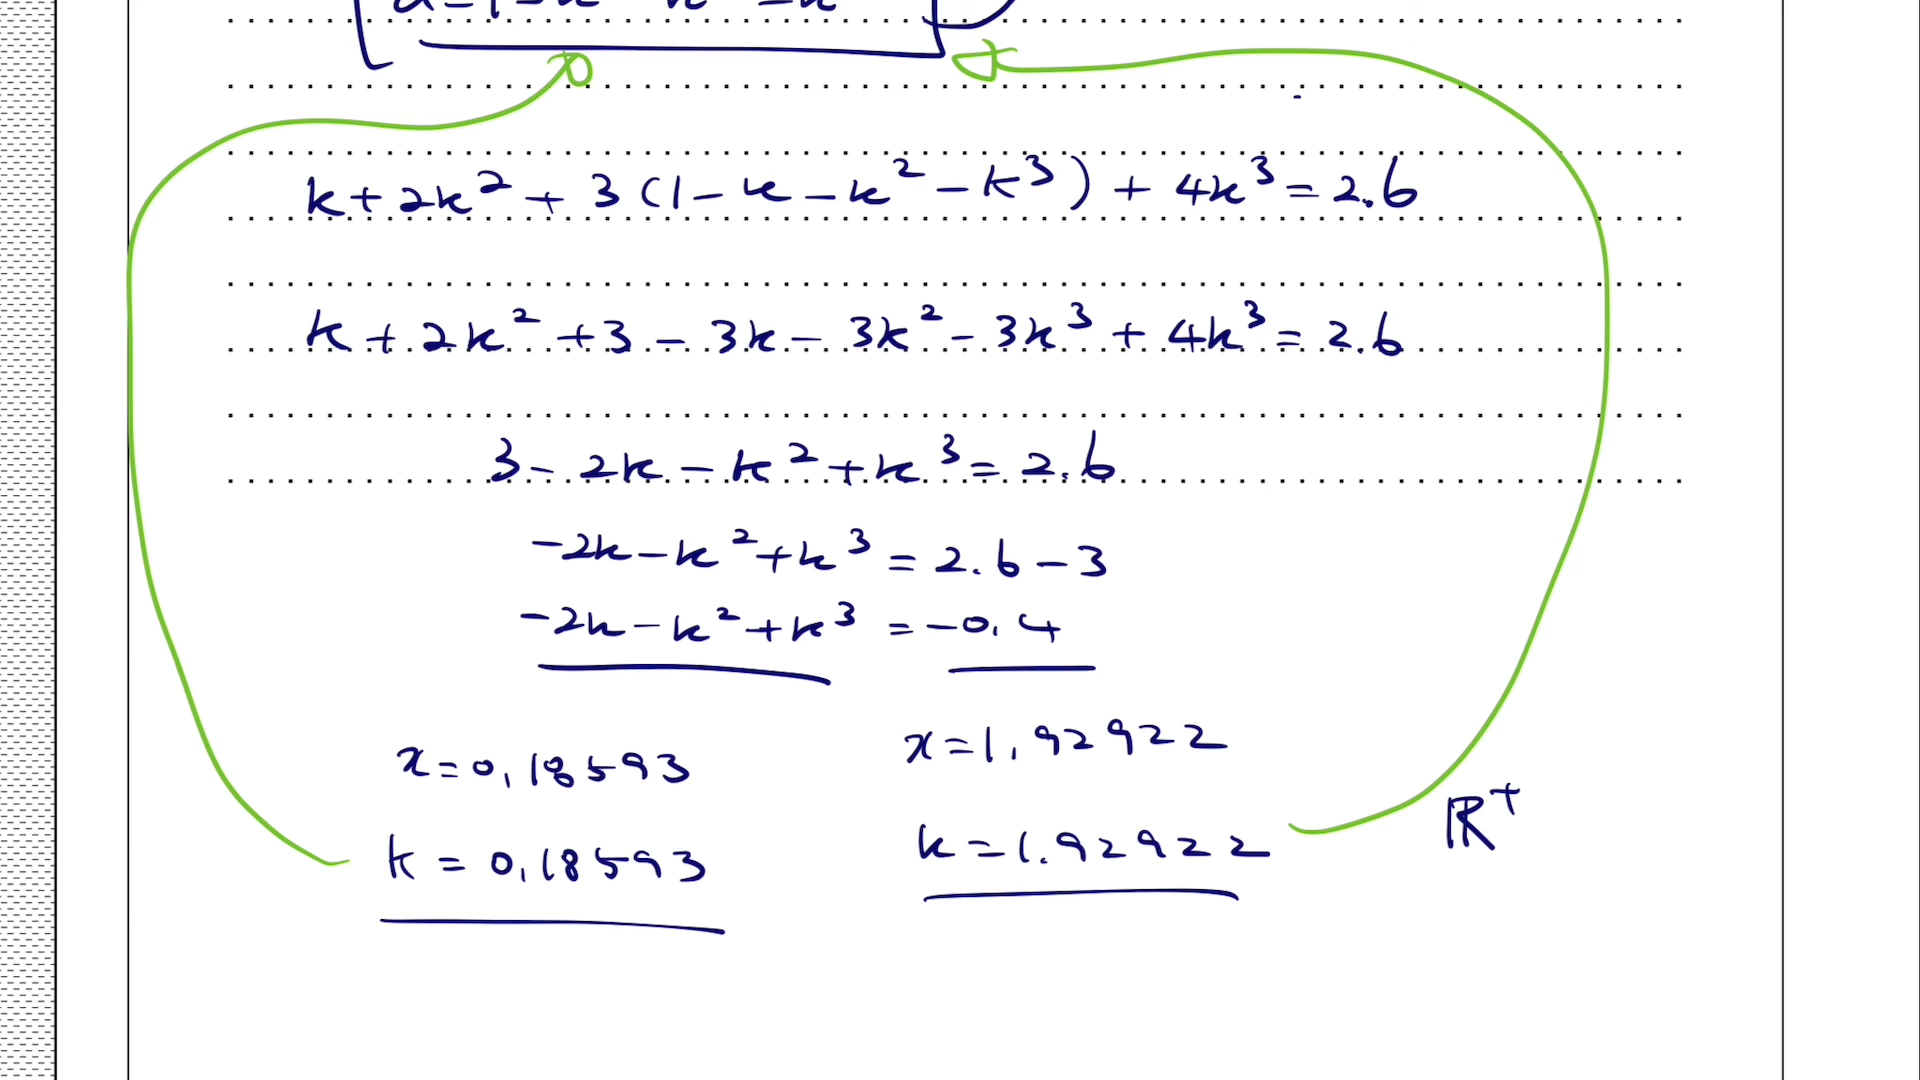 k + 2k² + 3(1 - k - k² - k³) + 4k³ = 2.6
k + 2k² + 3 - 3k - 3k² - 3k³ + 4k³ = 2.6
3 - 2k - k² + k³ = 2.6
-2k - k² + k³ = 2.6 - 3
-2k - k² + k³ = -0.4
x = 0.18593 x = 1.92922
k = 0.18593 k = 1.92922 ℝ⁺